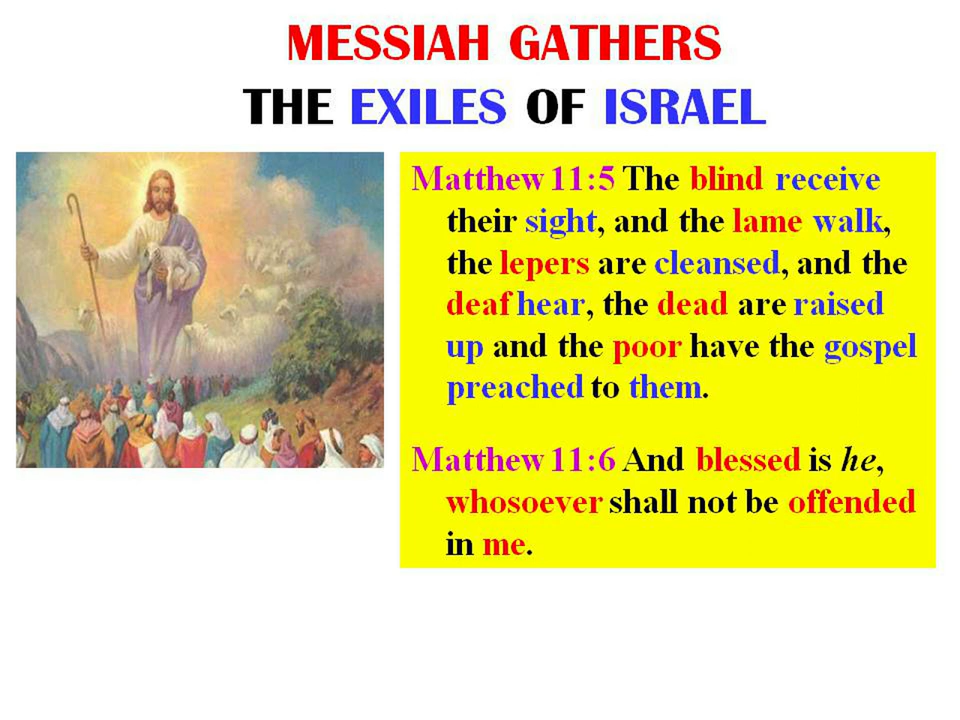 MESSIAH GATHERS
THE EXILES OF ISRAEL
Matthew 11:5 The blind receive
their sight, and the lame walk,
the lepers are cleansed, and the
deaf hear, the dead are raised
up and the poor have the gospel
preached to them.
Matthew 11:6 And blessed is he,
whosoever shall not be offended
in me.